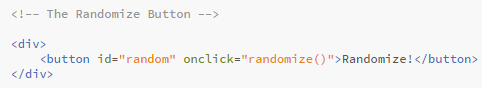 <!-- The Randomize Button -->
<div>
    <button id="random" onclick="randomize()">Randomize!</button>
</div>